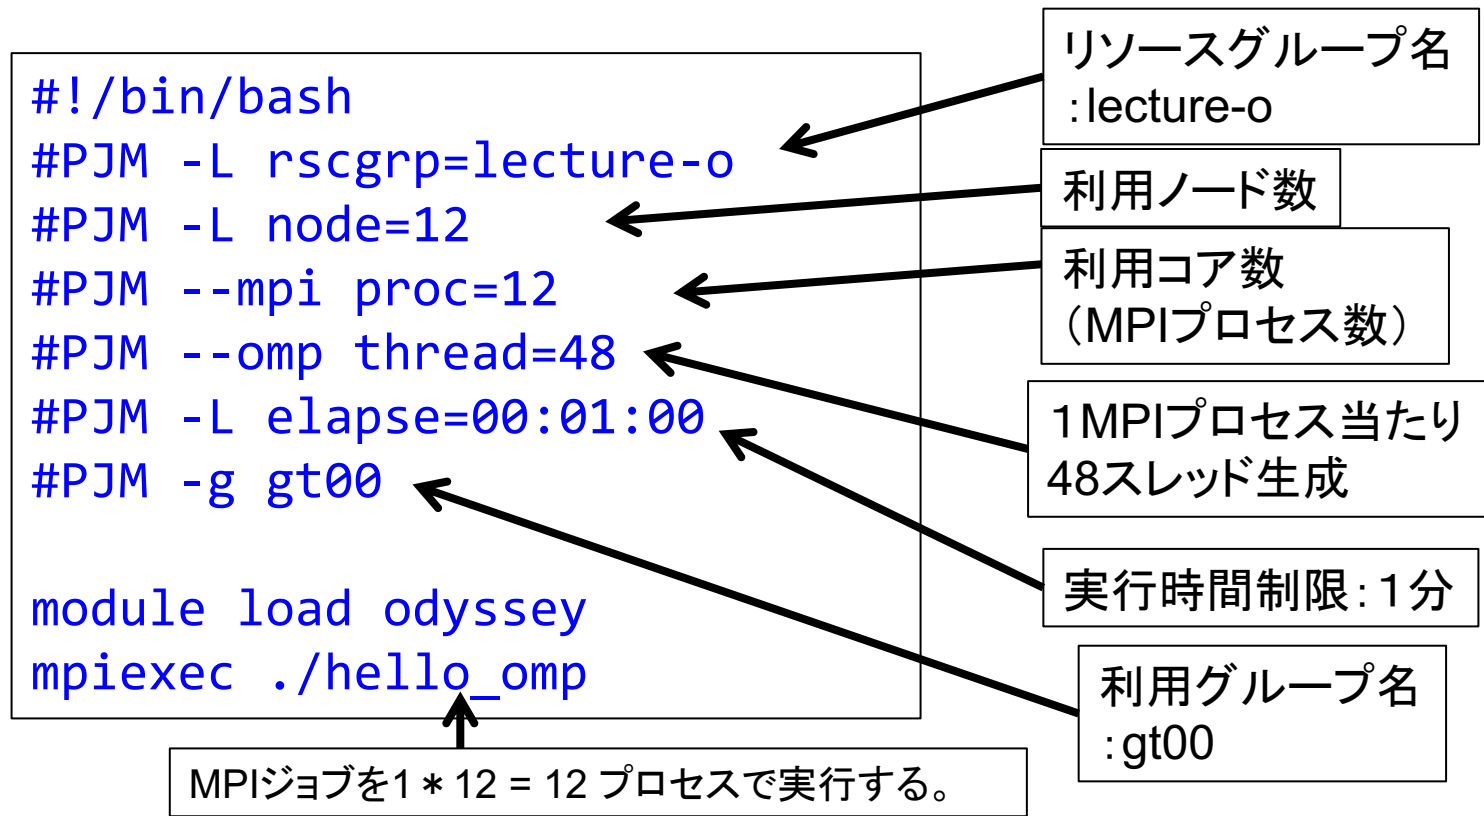 #!/bin/bash
#PJM -L rscgrp=lecture-o
#PJM -L node=12
#PJM --mpi proc=12
#PJM --omp thread=48
#PJM -L elapse=00:01:00
#PJM -g gt00
module load odyssey
mpiexec ./hello_omp
リソースグループ名
:lecture-o
利用ノード数
利用コア数
(MPIプロセス数)
1MPIプロセス当たり
48スレッド生成
実行時間制限:1分
利用グループ名
:gt00
MPIジョブを1*12 = 12 プロセスで実行する。